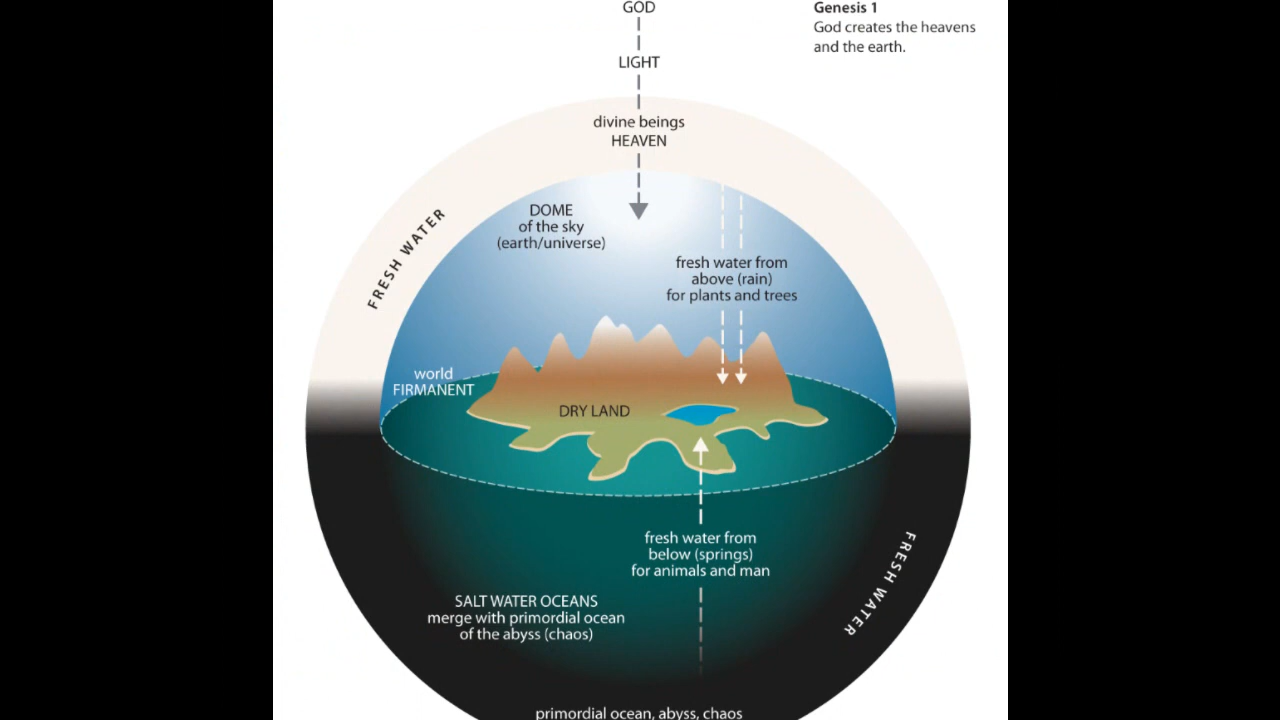 GOD
Genesis 1
God creates the heavens
and the earth.
LIGHT
divine beings
HEAVEN
DOME
of the sky
(earth/universe)
FRESH WATER
fresh water from
above (rain)
for plants and trees
world
FIRMANENT
DRY LAND
fresh water from
below (springs)
for animals and man
FRESH WATER
SALT WATER OCEANS
merge with primordial ocean
of the abyss (chaos)
primordial ocean, abyss, chaos